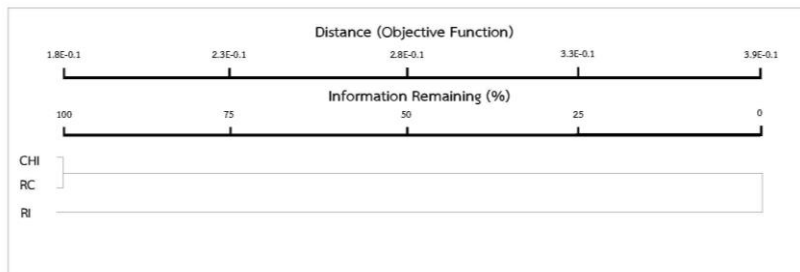 Distance (Objective Function)
1.8E-0.1 2.3E-0.1 2.8E-0.1 3.3E-0.1 3.9E-0.1
Information Remaining (%)
100 75 50 25 0
CHI
RC
RI